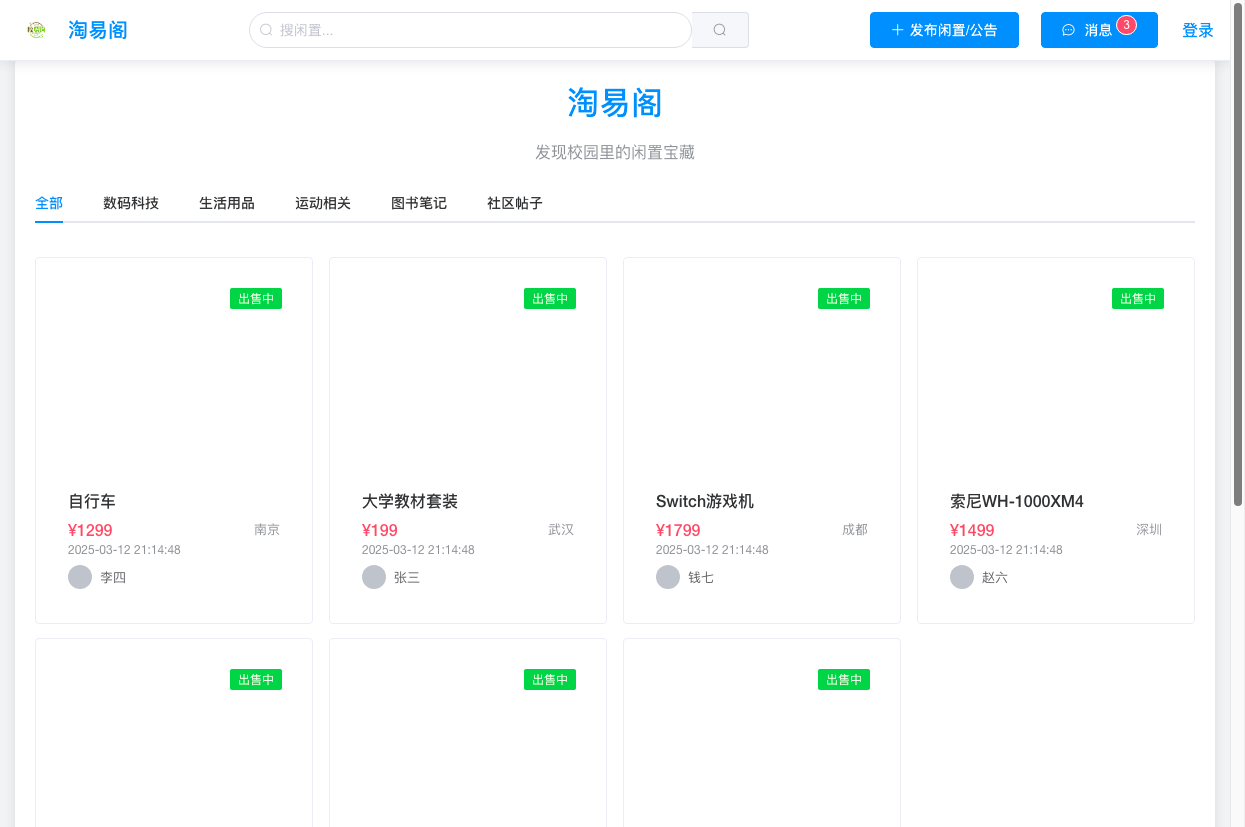 淘易阁
搜闲置...
发布闲置/公告
消息
3
登录
淘易阁
发现校园里的闲置宝藏
全部 数码科技 生活用品 运动相关 图书笔记 社区帖子
出售中
自行车
¥1299 南京
2025-03-12 21:14:48
李四
出售中
大学教材套装
¥199 武汉
2025-03-12 21:14:48
张三
出售中
Switch游戏机
¥1799 成都
2025-03-12 21:14:48
钱七
出售中
索尼WH-1000XM4
¥1499 深圳
2025-03-12 21:14:48
赵六
出售中
出售中
出售中